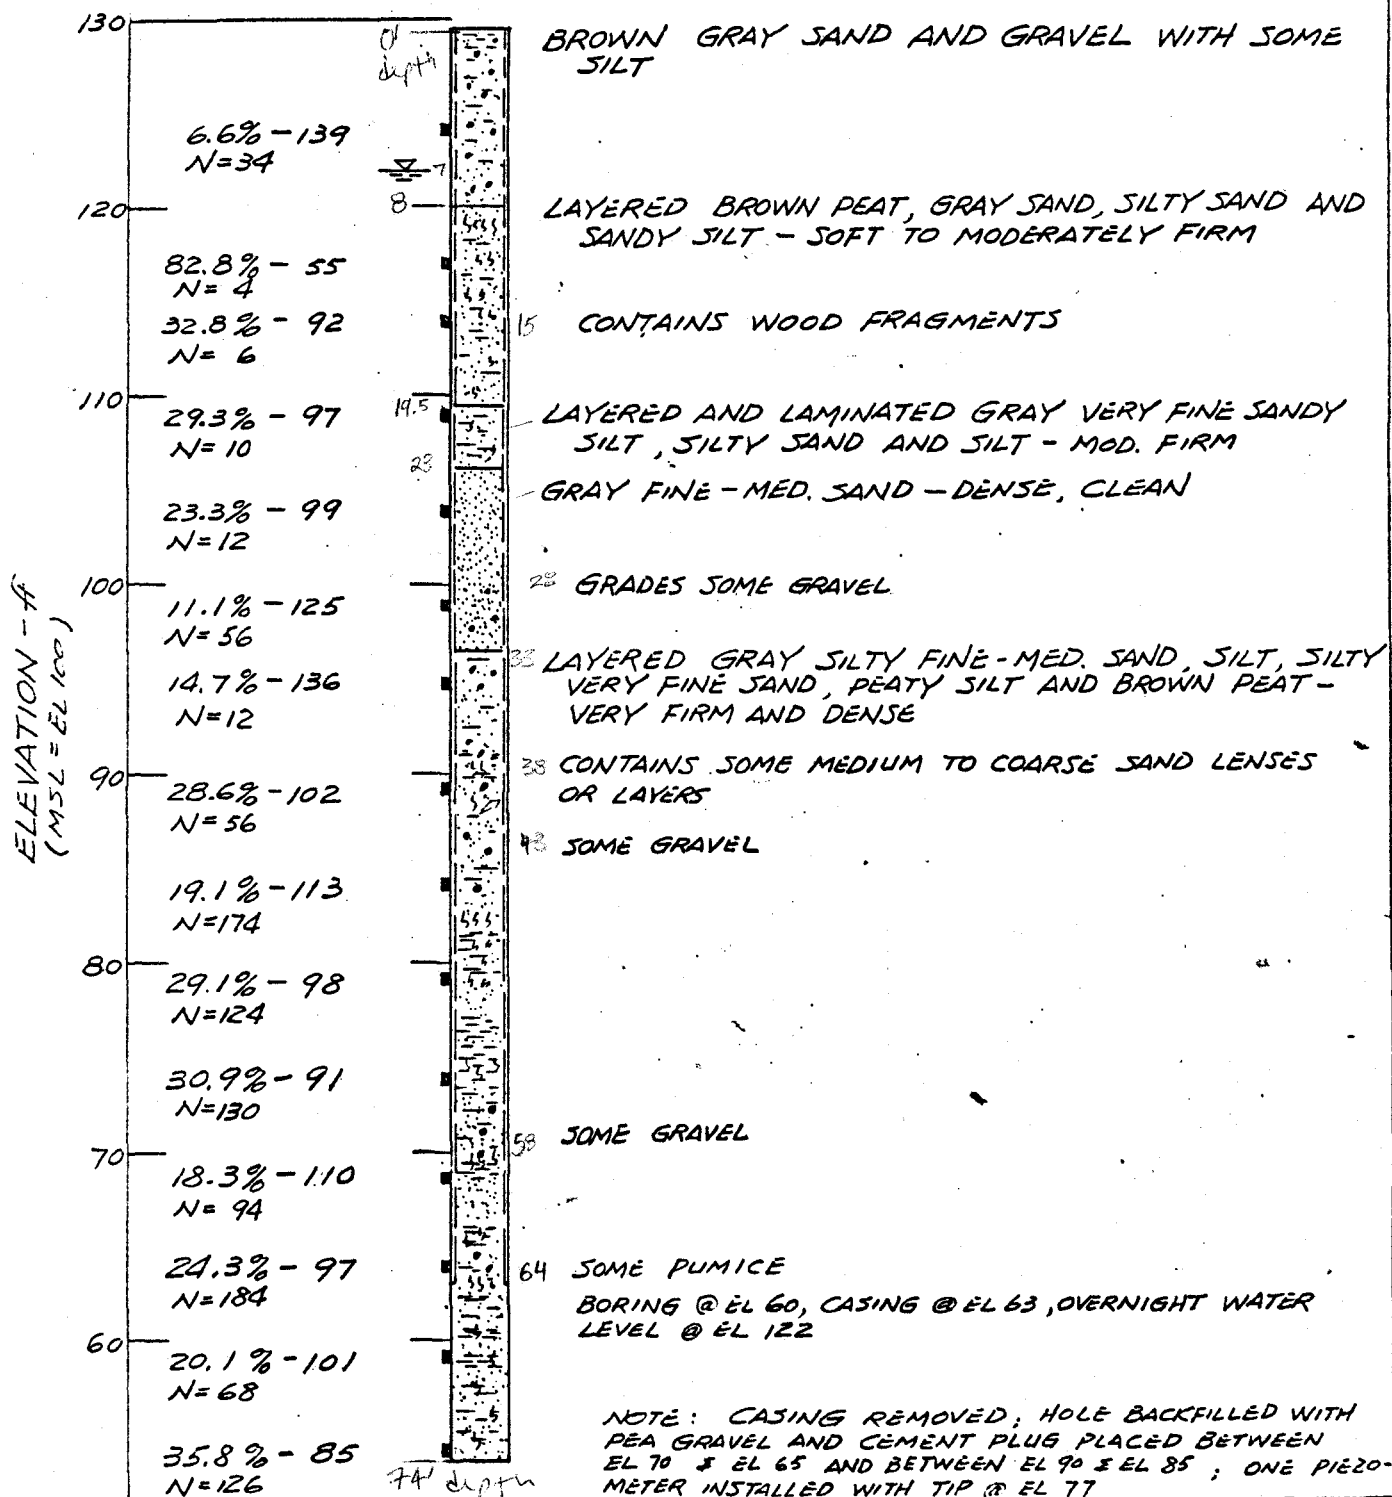 130
0'
depth
BROWN GRAY SAND AND GRAVEL WITH SOME
SILT
6.6% - 139
N=34
7
120
8
LAYERED BROWN PEAT, GRAY SAND, SILTY SAND AND
SANDY SILT - SOFT TO MODERATELY FIRM
82.8% - 55
N= 4
32.8% - 92
N= 6
15 CONTAINS WOOD FRAGMENTS
110
29.3% - 97
N= 10
19.5
LAYERED AND LAMINATED GRAY VERY FINE SANDY
SILT, SILTY SAND AND SILT - MOD. FIRM
23
GRAY FINE-MED. SAND - DENSE, CLEAN
23.3% - 99
N=12
ELEVATION - ft
(MSL = EL 100)
100
28 GRADES SOME GRAVEL
11.1% - 125
N= 56
33 LAYERED GRAY SILTY FINE-MED. SAND, SILT, SILTY
VERY FINE SAND, PEATY SILT AND BROWN PEAT-
VERY FIRM AND DENSE
14.7% - 136
N=12
90
38 CONTAINS SOME MEDIUM TO COARSE SAND LENSES
OR LAYERS
28.6% - 102
N=56
43 SOME GRAVEL
19.1% - 113
N=174
80
29.1% - 98
N=124
30.9% - 91
N=130
58 SOME GRAVEL
70
18.3% - 110
N= 94
24.3% - 97
N=184
64 SOME PUMICE
BORING @ EL 60, CASING @ EL 63, OVERNIGHT WATER
LEVEL @ EL 122
60
20.1% - 101
N= 68
NOTE: CASING REMOVED; HOLE BACKFILLED WITH
PEA GRAVEL AND CEMENT PLUG PLACED BETWEEN
EL 70 & EL 65 AND BETWEEN EL 90 & EL 85; ONE PIEZO-
METER INSTALLED WITH TIP @ EL 77
35.8% - 85
N=126
74' depth